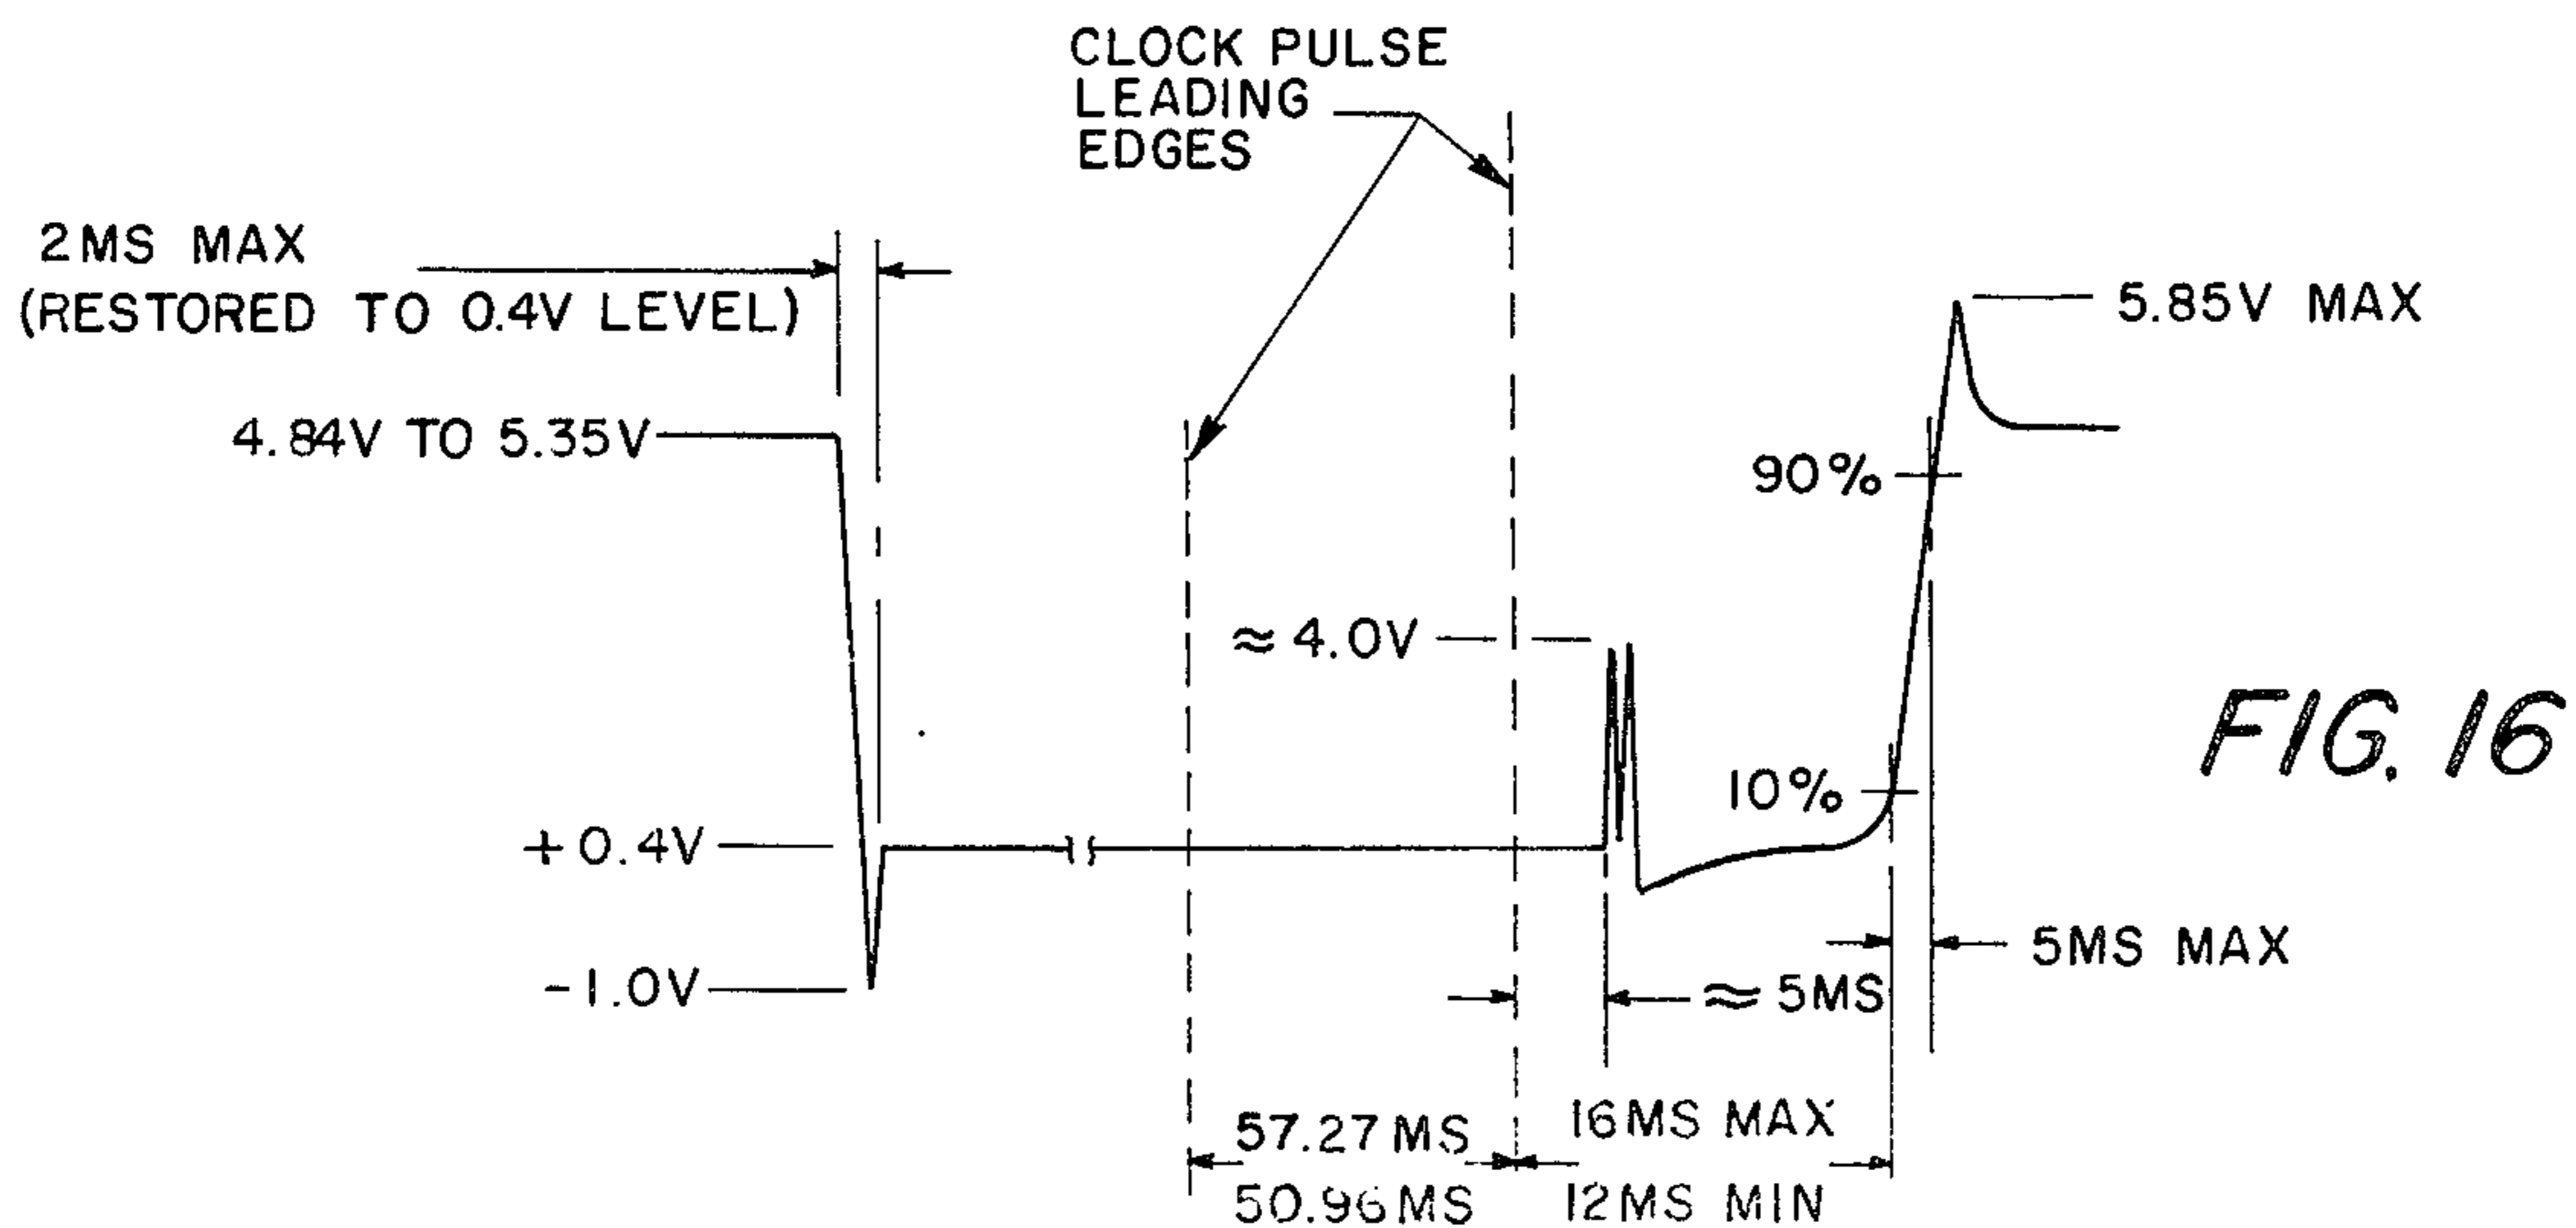 CLOCK PULSE
LEADING
EDGES
2MS MAX
(RESTORED TO 0.4V LEVEL)
5.85V MAX
4.84V TO 5.35V
90%
≈ 4.0V
FIG. 16
10%
+0.4V
5MS MAX
-1.0V
≈ 5MS
57.27MS
16MS MAX
50.96MS
12MS MIN